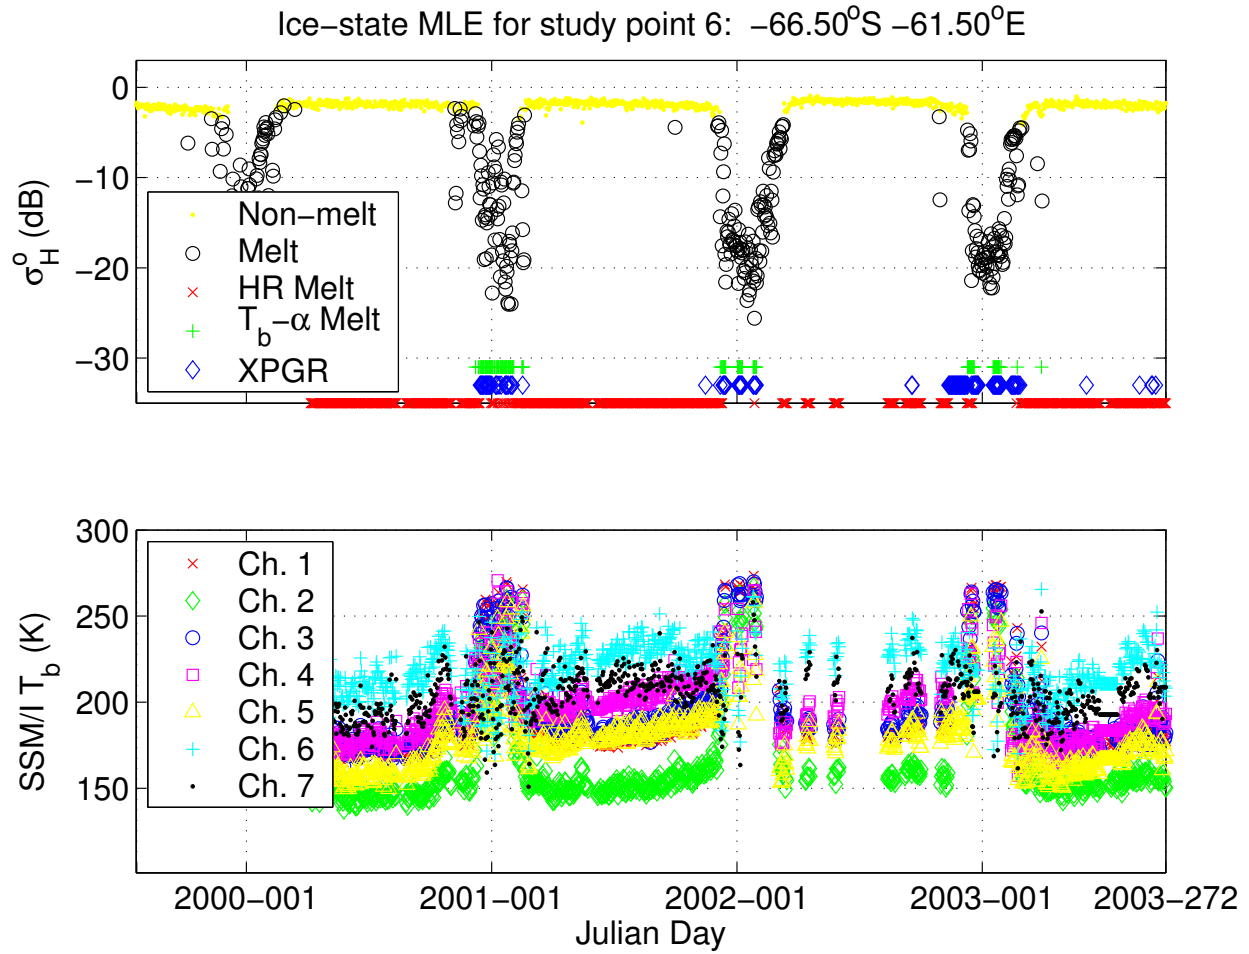 Ice−state MLE for study point 6: −66.50°S −61.50°E
0
−10
−20
−30
σ°H (dB)
Non−melt
Melt
HR Melt
Tb−α Melt
XPGR
300
250
200
150
SSM/I Tb (K)
Ch. 1
Ch. 2
Ch. 3
Ch. 4
Ch. 5
Ch. 6
Ch. 7
2000−001
2001−001
2002−001
2003−001
2003−272
Julian Day